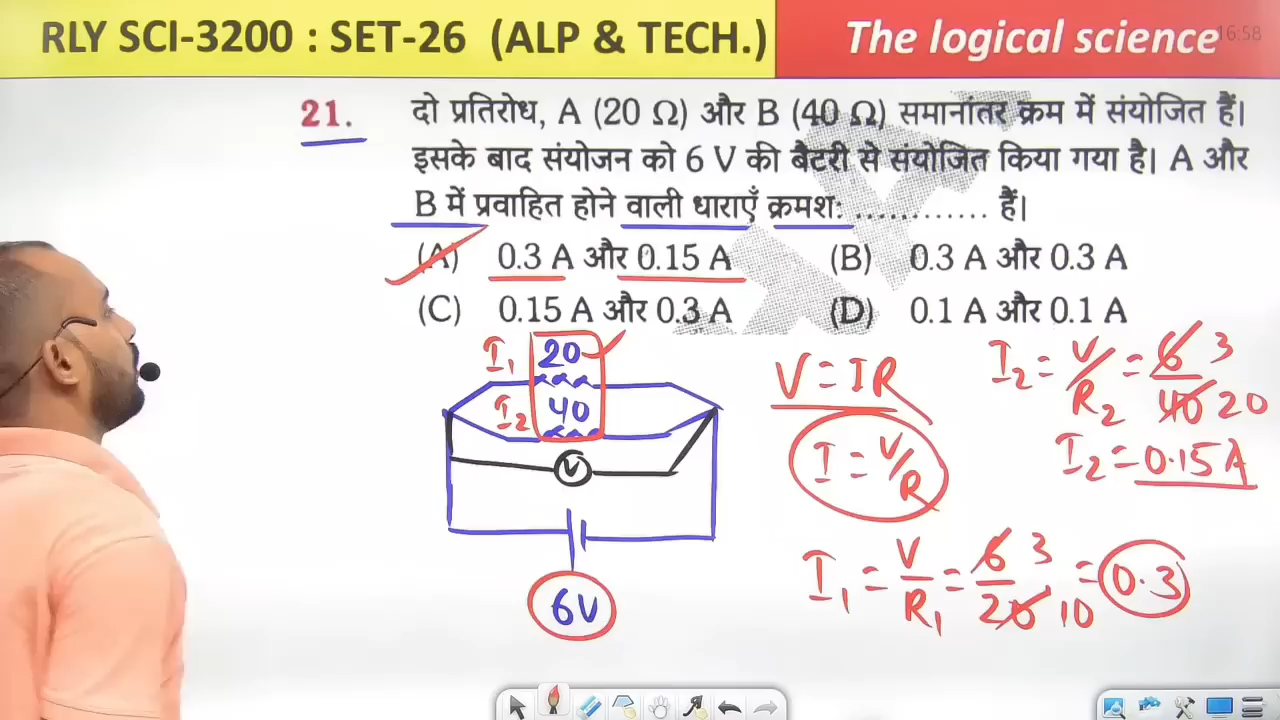 RLY SCI-3200 : SET-26 (ALP & TECH.)
The logical science
16:58
21. दो प्रतिरोध, A (20 Ω) और B (40 Ω) समानांतर क्रम में संयोजित हैं।
इसके बाद संयोजन को 6 V की बैटरी से संयोजित किया गया है। A और
B में प्रवाहित होने वाली धाराएँ क्रमशः ............. हैं।
(A) 0.3 A और 0.15 A (B) 0.3 A और 0.3 A
(C) 0.15 A और 0.3 A (D) 0.1 A और 0.1 A
I₁ 20
I₂ 40
V
6V
V = IR
I = V/R
I₂ = V/R₂ = 6/40 3 20
I₂ = 0.15 A
I₁ = V/R₁ = 6/20 3 10 = 0.3